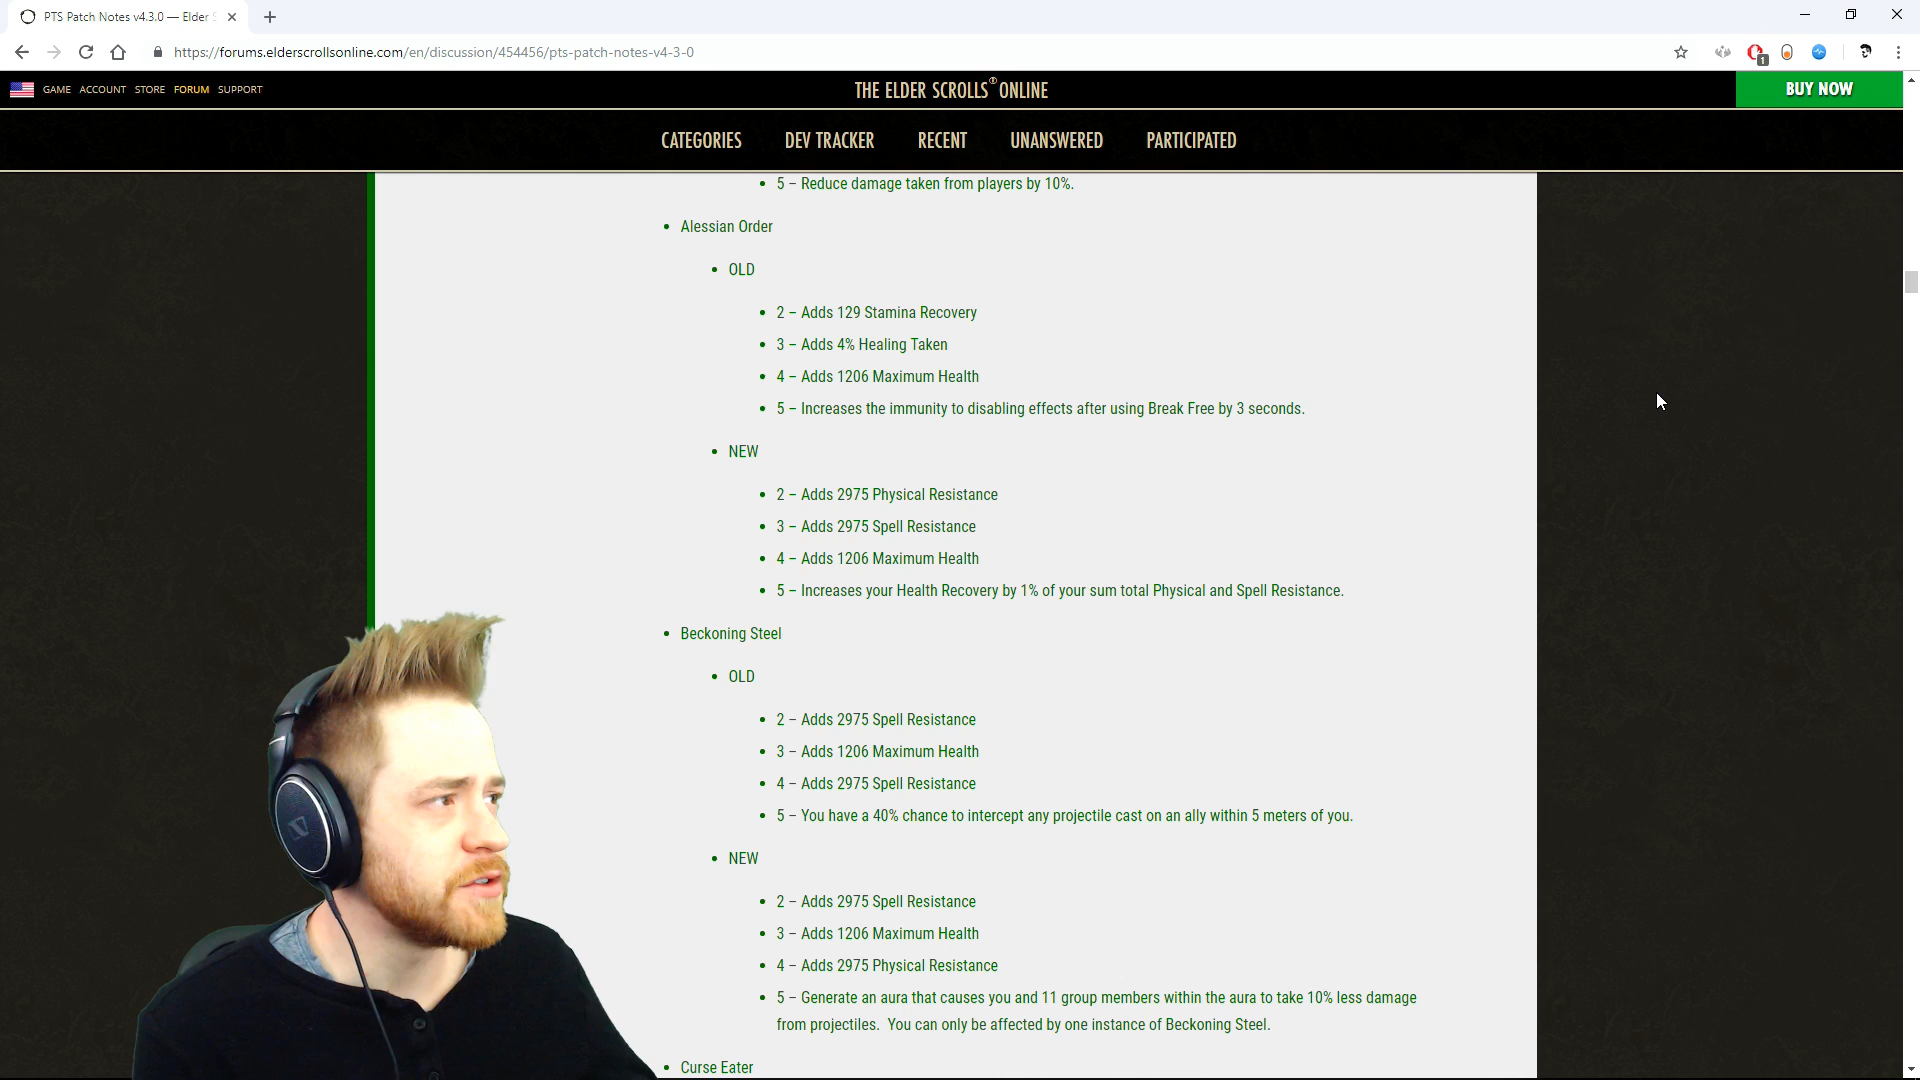 PTS Patch Notes v4.3.0 — Elder S
https://forums.elderscrollsonline.com/en/discussion/454456/pts-patch-notes-v4-3-0
1
GAME ACCOUNT STORE FORUM SUPPORT
THE ELDER SCROLLS ONLINE
BUY NOW
CATEGORIES DEV TRACKER RECENT UNANSWERED PARTICIPATED
• 5 – Reduce damage taken from players by 10%.
• Alessian Order
• OLD
• 2 – Adds 129 Stamina Recovery
• 3 – Adds 4% Healing Taken
• 4 – Adds 1206 Maximum Health
• 5 – Increases the immunity to disabling effects after using Break Free by 3 seconds.
• NEW
• 2 – Adds 2975 Physical Resistance
• 3 – Adds 2975 Spell Resistance
• 4 – Adds 1206 Maximum Health
• 5 – Increases your Health Recovery by 1% of your sum total Physical and Spell Resistance.
• Beckoning Steel
• OLD
• 2 – Adds 2975 Spell Resistance
• 3 – Adds 1206 Maximum Health
• 4 – Adds 2975 Spell Resistance
• 5 – You have a 40% chance to intercept any projectile cast on an ally within 5 meters of you.
• NEW
• 2 – Adds 2975 Spell Resistance
• 3 – Adds 1206 Maximum Health
• 4 – Adds 2975 Physical Resistance
• 5 – Generate an aura that causes you and 11 group members within the aura to take 10% less damage
from projectiles.  You can only be affected by one instance of Beckoning Steel.
• Curse Eater